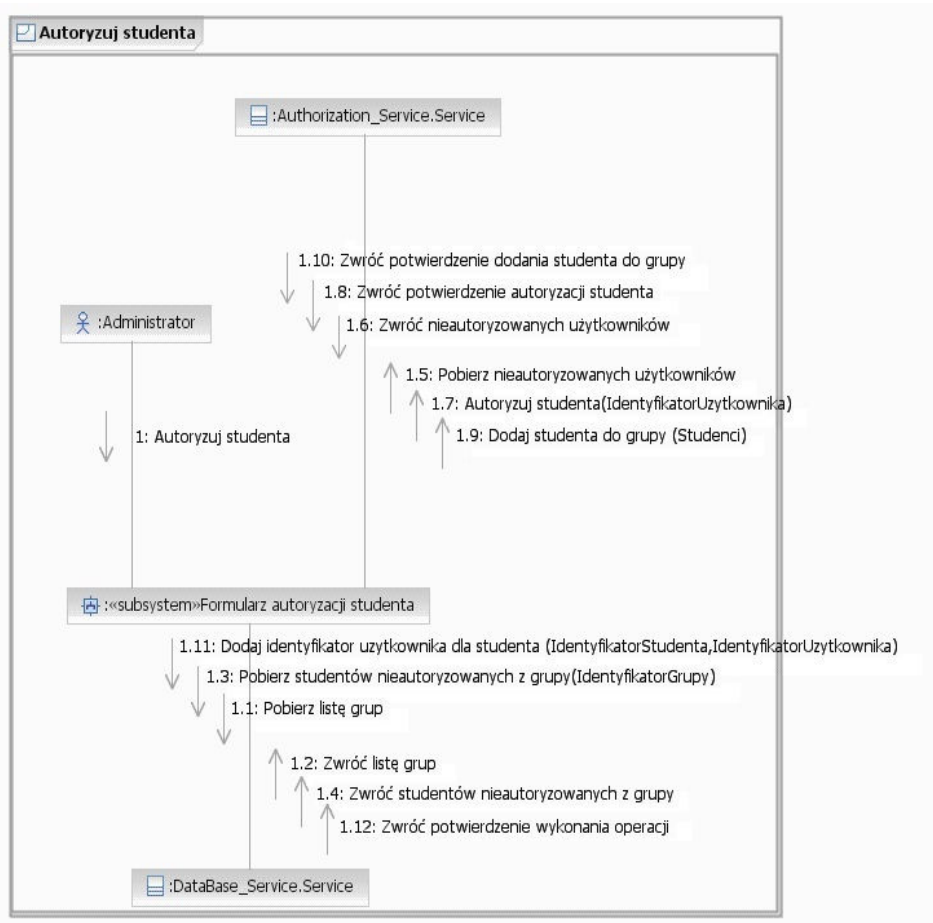 Autoryzuj studenta
:Authorization_Service.Service
1.10: Zwróć potwierdzenie dodania studenta do grupy
1.8: Zwróć potwierdzenie autoryzacji studenta
1.6: Zwróć nieautoryzowanych użytkowników
:Administrator
1.5: Pobierz nieautoryzowanych użytkowników
1.7: Autoryzuj studenta(IdentyfikatorUzytkownika)
1.9: Dodaj studenta do grupy (Studenci)
1: Autoryzuj studenta
:«subsystem»Formularz autoryzacji studenta
1.11: Dodaj identyfikator uzytkownika dla studenta (IdentyfikatorStudenta,IdentyfikatorUzytkownika)
1.3: Pobierz studentów nieautoryzowanych z grupy(IdentyfikatorGrupy)
1.1: Pobierz listę grup
1.2: Zwróć listę grup
1.4: Zwróć studentów nieautoryzowanych z grupy
1.12: Zwróć potwierdzenie wykonania operacji
:DataBase_Service.Service